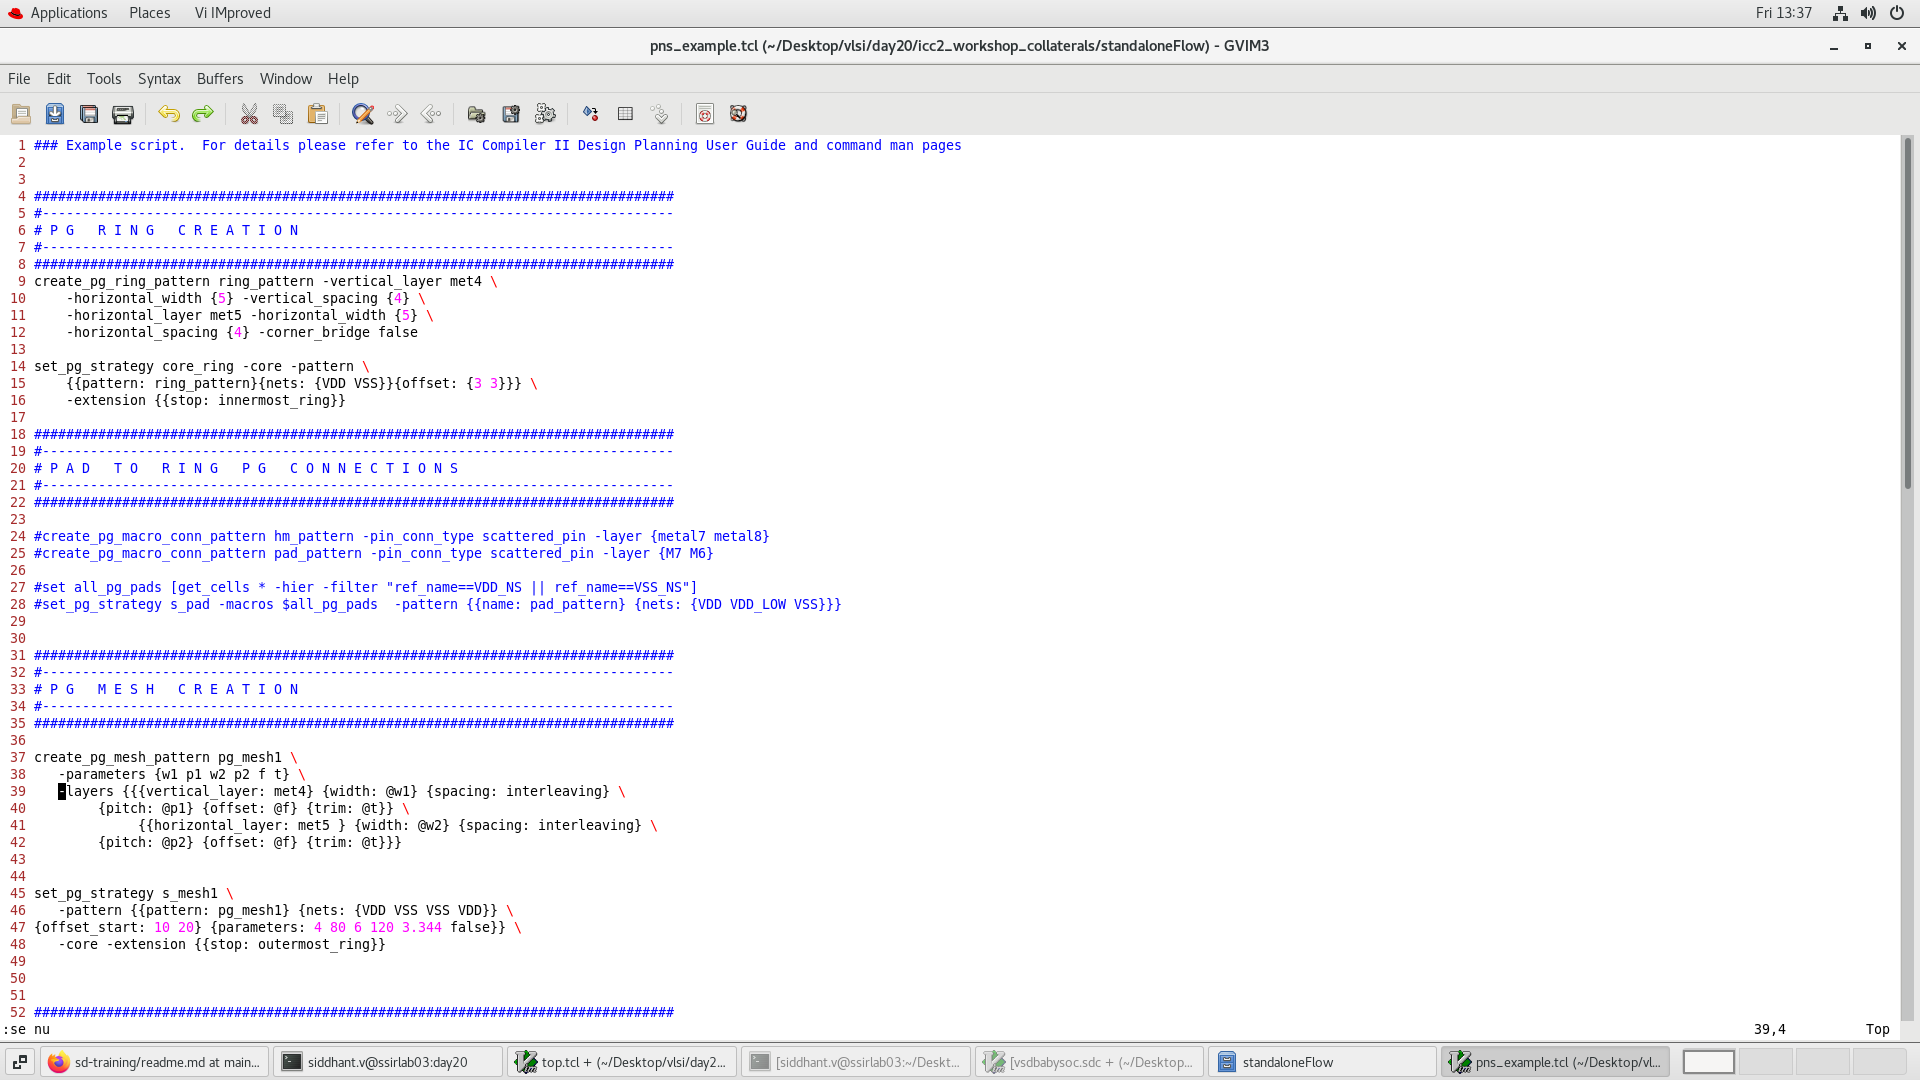 Applications Places Vi IMproved Fri 13:37
pns_example.tcl (~/Desktop/vlsi/day20/icc2_workshop_collaterals/standaloneFlow) - GVIM3
File Edit Tools Syntax Buffers Window Help
1 ### Example script.  For details please refer to the IC Compiler II Design Planning User Guide and command man pages
2
3
4 ################################################################################
5 #-------------------------------------------------------------------------------
6 # P G   R I N G   C R E A T I O N
7 #-------------------------------------------------------------------------------
8 ################################################################################
9 create_pg_ring_pattern ring_pattern -vertical_layer met4 \
10     -horizontal_width {5} -vertical_spacing {4} \
11     -horizontal_layer met5 -horizontal_width {5} \
12     -horizontal_spacing {4} -corner_bridge false
13
14 set_pg_strategy core_ring -core -pattern \
15     {{pattern: ring_pattern}{nets: {VDD VSS}}{offset: {3 3}}} \
16     -extension {{stop: innermost_ring}}
17
18 ################################################################################
19 #-------------------------------------------------------------------------------
20 # P A D   T O   R I N G   P G   C O N N E C T I O N S
21 #-------------------------------------------------------------------------------
22 ################################################################################
23
24 #create_pg_macro_conn_pattern hm_pattern -pin_conn_type scattered_pin -layer {metal7 metal8}
25 #create_pg_macro_conn_pattern pad_pattern -pin_conn_type scattered_pin -layer {M7 M6}
26
27 #set all_pg_pads [get_cells * -hier -filter "ref_name==VDD_NS || ref_name==VSS_NS"]
28 #set_pg_strategy s_pad -macros $all_pg_pads  -pattern {{name: pad_pattern} {nets: {VDD VDD_LOW VSS}}}
29
30
31 ################################################################################
32 #-------------------------------------------------------------------------------
33 # P G   M E S H   C R E A T I O N
34 #-------------------------------------------------------------------------------
35 ################################################################################
36
37 create_pg_mesh_pattern pg_mesh1 \
38    -parameters {w1 p1 w2 p2 f t} \
39    -layers {{{vertical_layer: met4} {width: @w1} {spacing: interleaving} \
40         {pitch: @p1} {offset: @f} {trim: @t}} \
41              {{horizontal_layer: met5 } {width: @w2} {spacing: interleaving} \
42         {pitch: @p2} {offset: @f} {trim: @t}}}
43
44
45 set_pg_strategy s_mesh1 \
46    -pattern {{pattern: pg_mesh1} {nets: {VDD VSS VSS VDD}} \
47 {offset_start: 10 20} {parameters: 4 80 6 120 3.344 false}} \
48    -core -extension {{stop: outermost_ring}}
49
50
51
52 ################################################################################
:se nu 39,4 Top
sd-training/readme.md at main... siddhant.v@ssirlab03:day20 top.tcl + (~/Desktop/vlsi/day2... [siddhant.v@ssirlab03:~/Deskt... [vsdbabysoc.sdc + (~/Desktop... standaloneFlow pns_example.tcl (~/Desktop/vl...